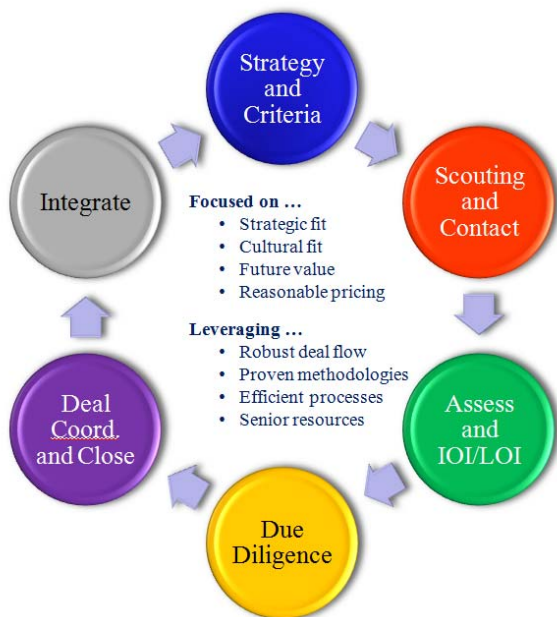 Strategy
and
Criteria
Scouting
and
Contact
Assess and
IOI/LOI
Due
Diligence
Deal
Coord.
and Close
Integrate
Focused on ...
• Strategic fit
• Cultural fit
• Future value
• Reasonable pricing
Leveraging ...
• Robust deal flow
• Proven methodologies
• Efficient processes
• Senior resources